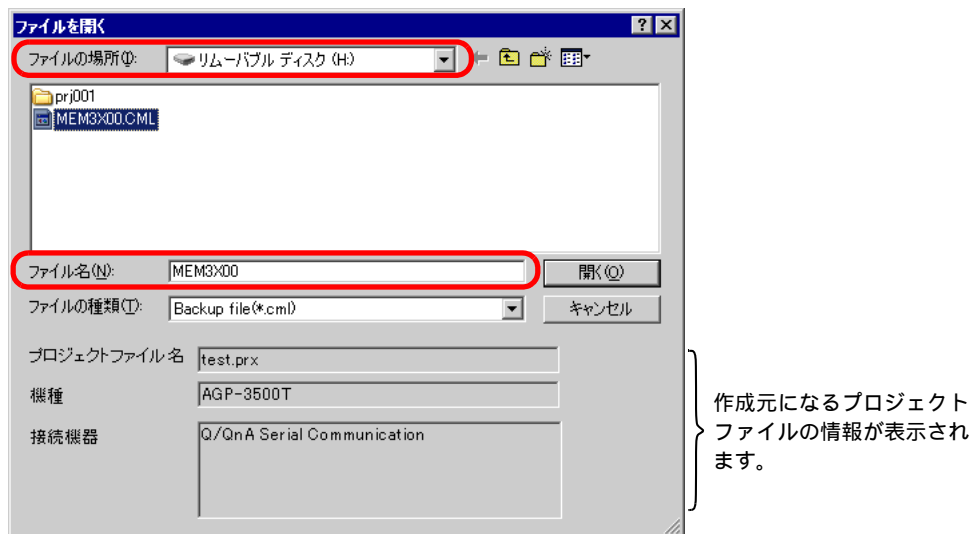 ファイルを開く
ファイルの場所(I): リムーバブル ディスク (H:)
prj001
MEM3X00.CML
ファイル名(N): MEM3X00 開く(O)
ファイルの種類(T): Backup file(*.cml) キャンセル
プロジェクトファイル名 test.prx
機種 AGP-3500T
接続機器 Q/QnA Serial Communication
作成元になるプロジェクト
ファイルの情報が表示され
ます。